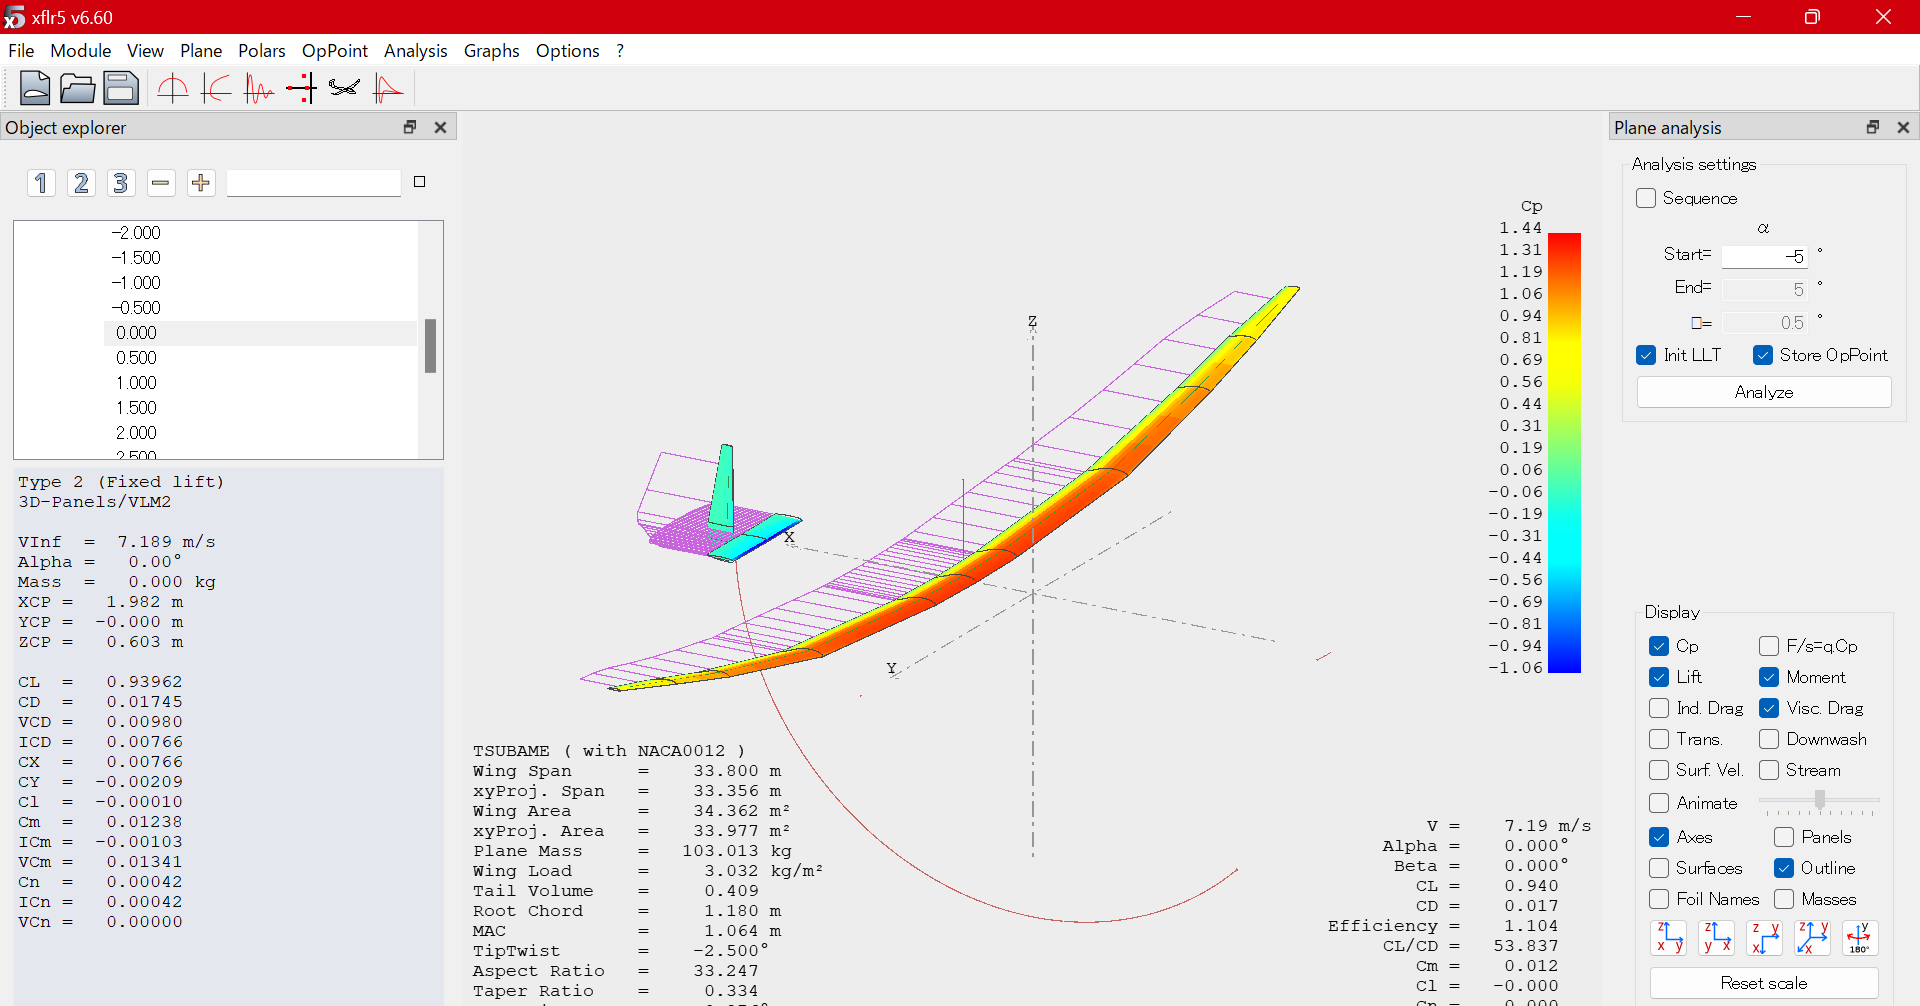 xflr5 v6.60
File Module View Plane Polars OpPoint Analysis Graphs Options ?
Object explorer
1 2 3
-2.000
-1.500
-1.000
-0.500
0.000
0.500
1.000
1.500
2.000
2.500
Type 2 (Fixed lift)
3D-Panels/VLM2
VInf = 7.189 m/s
Alpha = 0.00°
Mass = 0.000 kg
XCP = 1.982 m
YCP = -0.000 m
ZCP = 0.603 m
CL = 0.93962
CD = 0.01745
VCD = 0.00980
ICD = 0.00766
CX = 0.00766
CY = -0.00209
Cl = -0.00010
Cm = 0.01238
ICm = -0.00103
VCm = 0.01341
Cn = 0.00042
ICn = 0.00042
VCn = 0.00000
Z
X
Y
Cp
1.44
1.31
1.19
1.06
0.94
0.81
0.69
0.56
0.44
0.31
0.19
0.06
-0.06
-0.19
-0.31
-0.44
-0.56
-0.69
-0.81
-0.94
-1.06
TSUBAME ( with NACA0012 )
Wing Span = 33.800 m
xyProj. Span = 33.356 m
Wing Area = 34.362 m²
xyProj. Area = 33.977 m²
Plane Mass = 103.013 kg
Wing Load = 3.032 kg/m²
Tail Volume = 0.409
Root Chord = 1.180 m
MAC = 1.064 m
TipTwist = -2.500°
Aspect Ratio = 33.247
Taper Ratio = 0.334
V = 7.19 m/s
Alpha = 0.000°
Beta = 0.000°
CL = 0.940
CD = 0.017
Efficiency = 1.104
CL/CD = 53.837
Cm = 0.012
Cl = -0.000
Plane analysis
Analysis settings
Sequence
α
Start= -5 °
End= 5 °
□= 0.5 °
Init LLT Store OpPoint
Analyze
Display
Cp F/s=q.Cp
Lift Moment
Ind. Drag Visc. Drag
Trans. Downwash
Surf. Vel. Stream
Animate
Axes Panels
Surfaces Outline
Foil Names Masses
z x y z y x z y x z y x y 180°
Reset scale